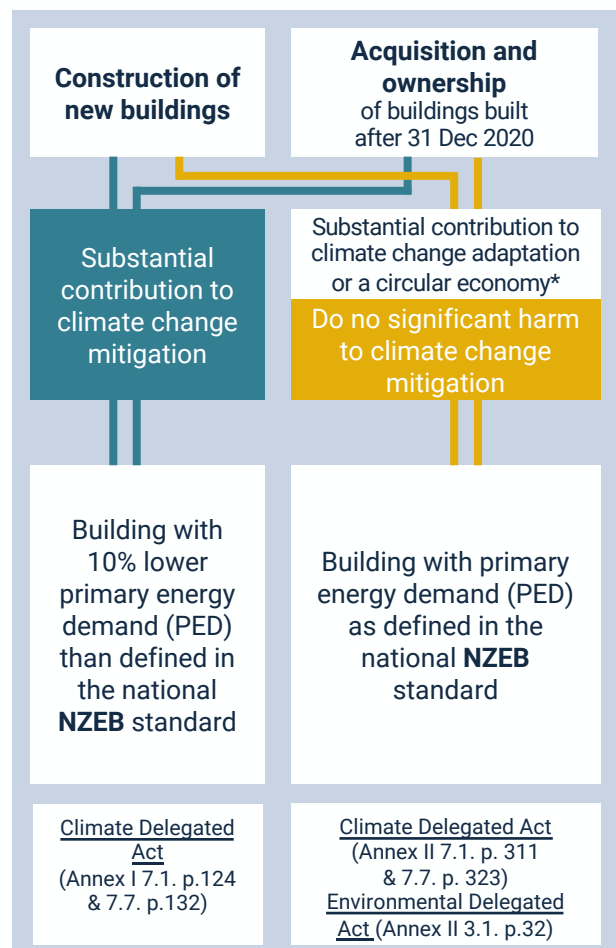 Construction of
new buildings
Acquisition and
ownership
of buildings built
after 31 Dec 2020
Substantial
contribution to
climate change
mitigation
Substantial contribution to
climate change adaptation
or a circular economy*
Do no significant harm
to climate change
mitigation
Building with
10% lower
primary energy
demand (PED)
than defined in
the national
NZEB standard
Building with primary
energy demand (PED)
as defined in the
national NZEB
standard
Climate Delegated
Act
(Annex I 7.1. p.124
& 7.7. p.132)
Climate Delegated Act
(Annex II 7.1. p. 311
& 7.7. p. 323)
Environmental Delegated
Act (Annex II 3.1. p.32)